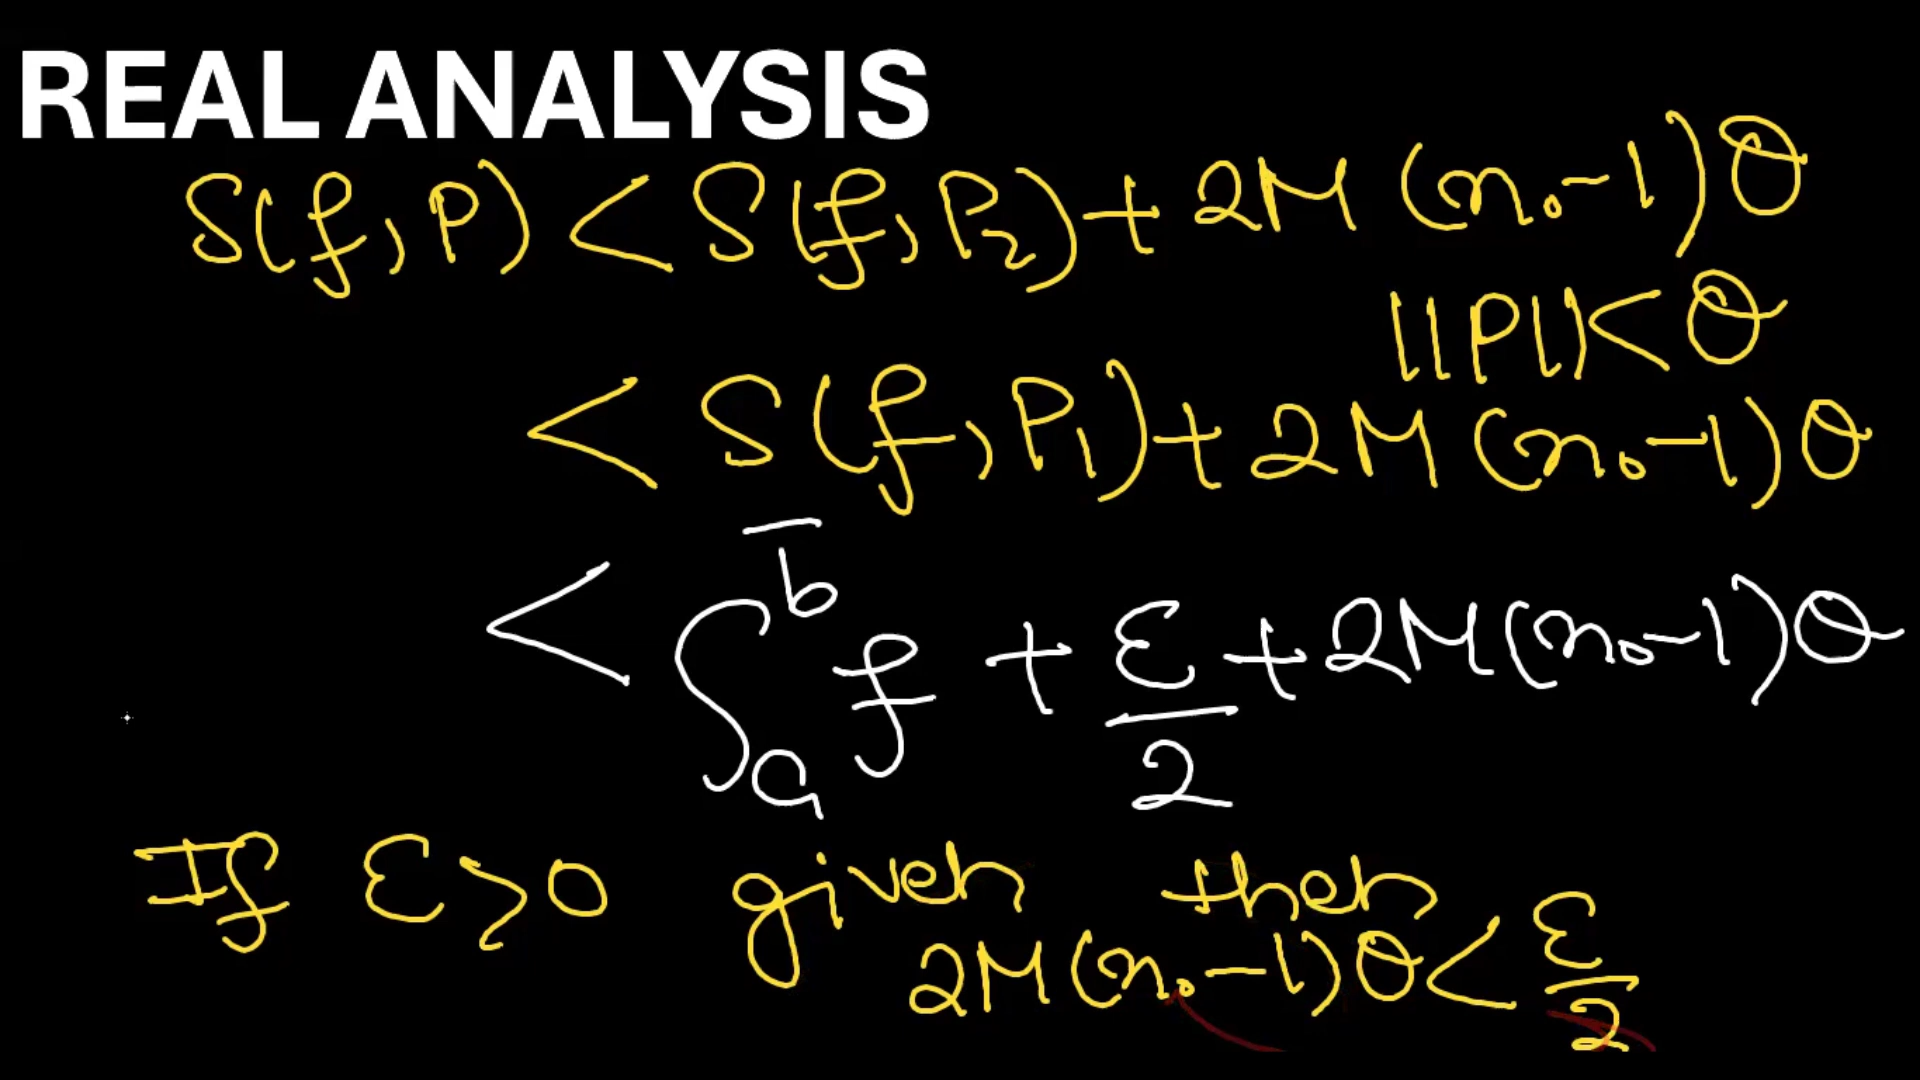 REAL ANALYSIS
S(f, P) < S(f, P₂) + 2M (n₀-1)θ
||P|| < θ
< S(f, P₁) + 2M (n₀-1)θ
< ∫ₐᵇ̅ f + ε/2 + 2M(n₀-1)θ
If ε>0 given then
2M(n₀-1)θ < ε/2